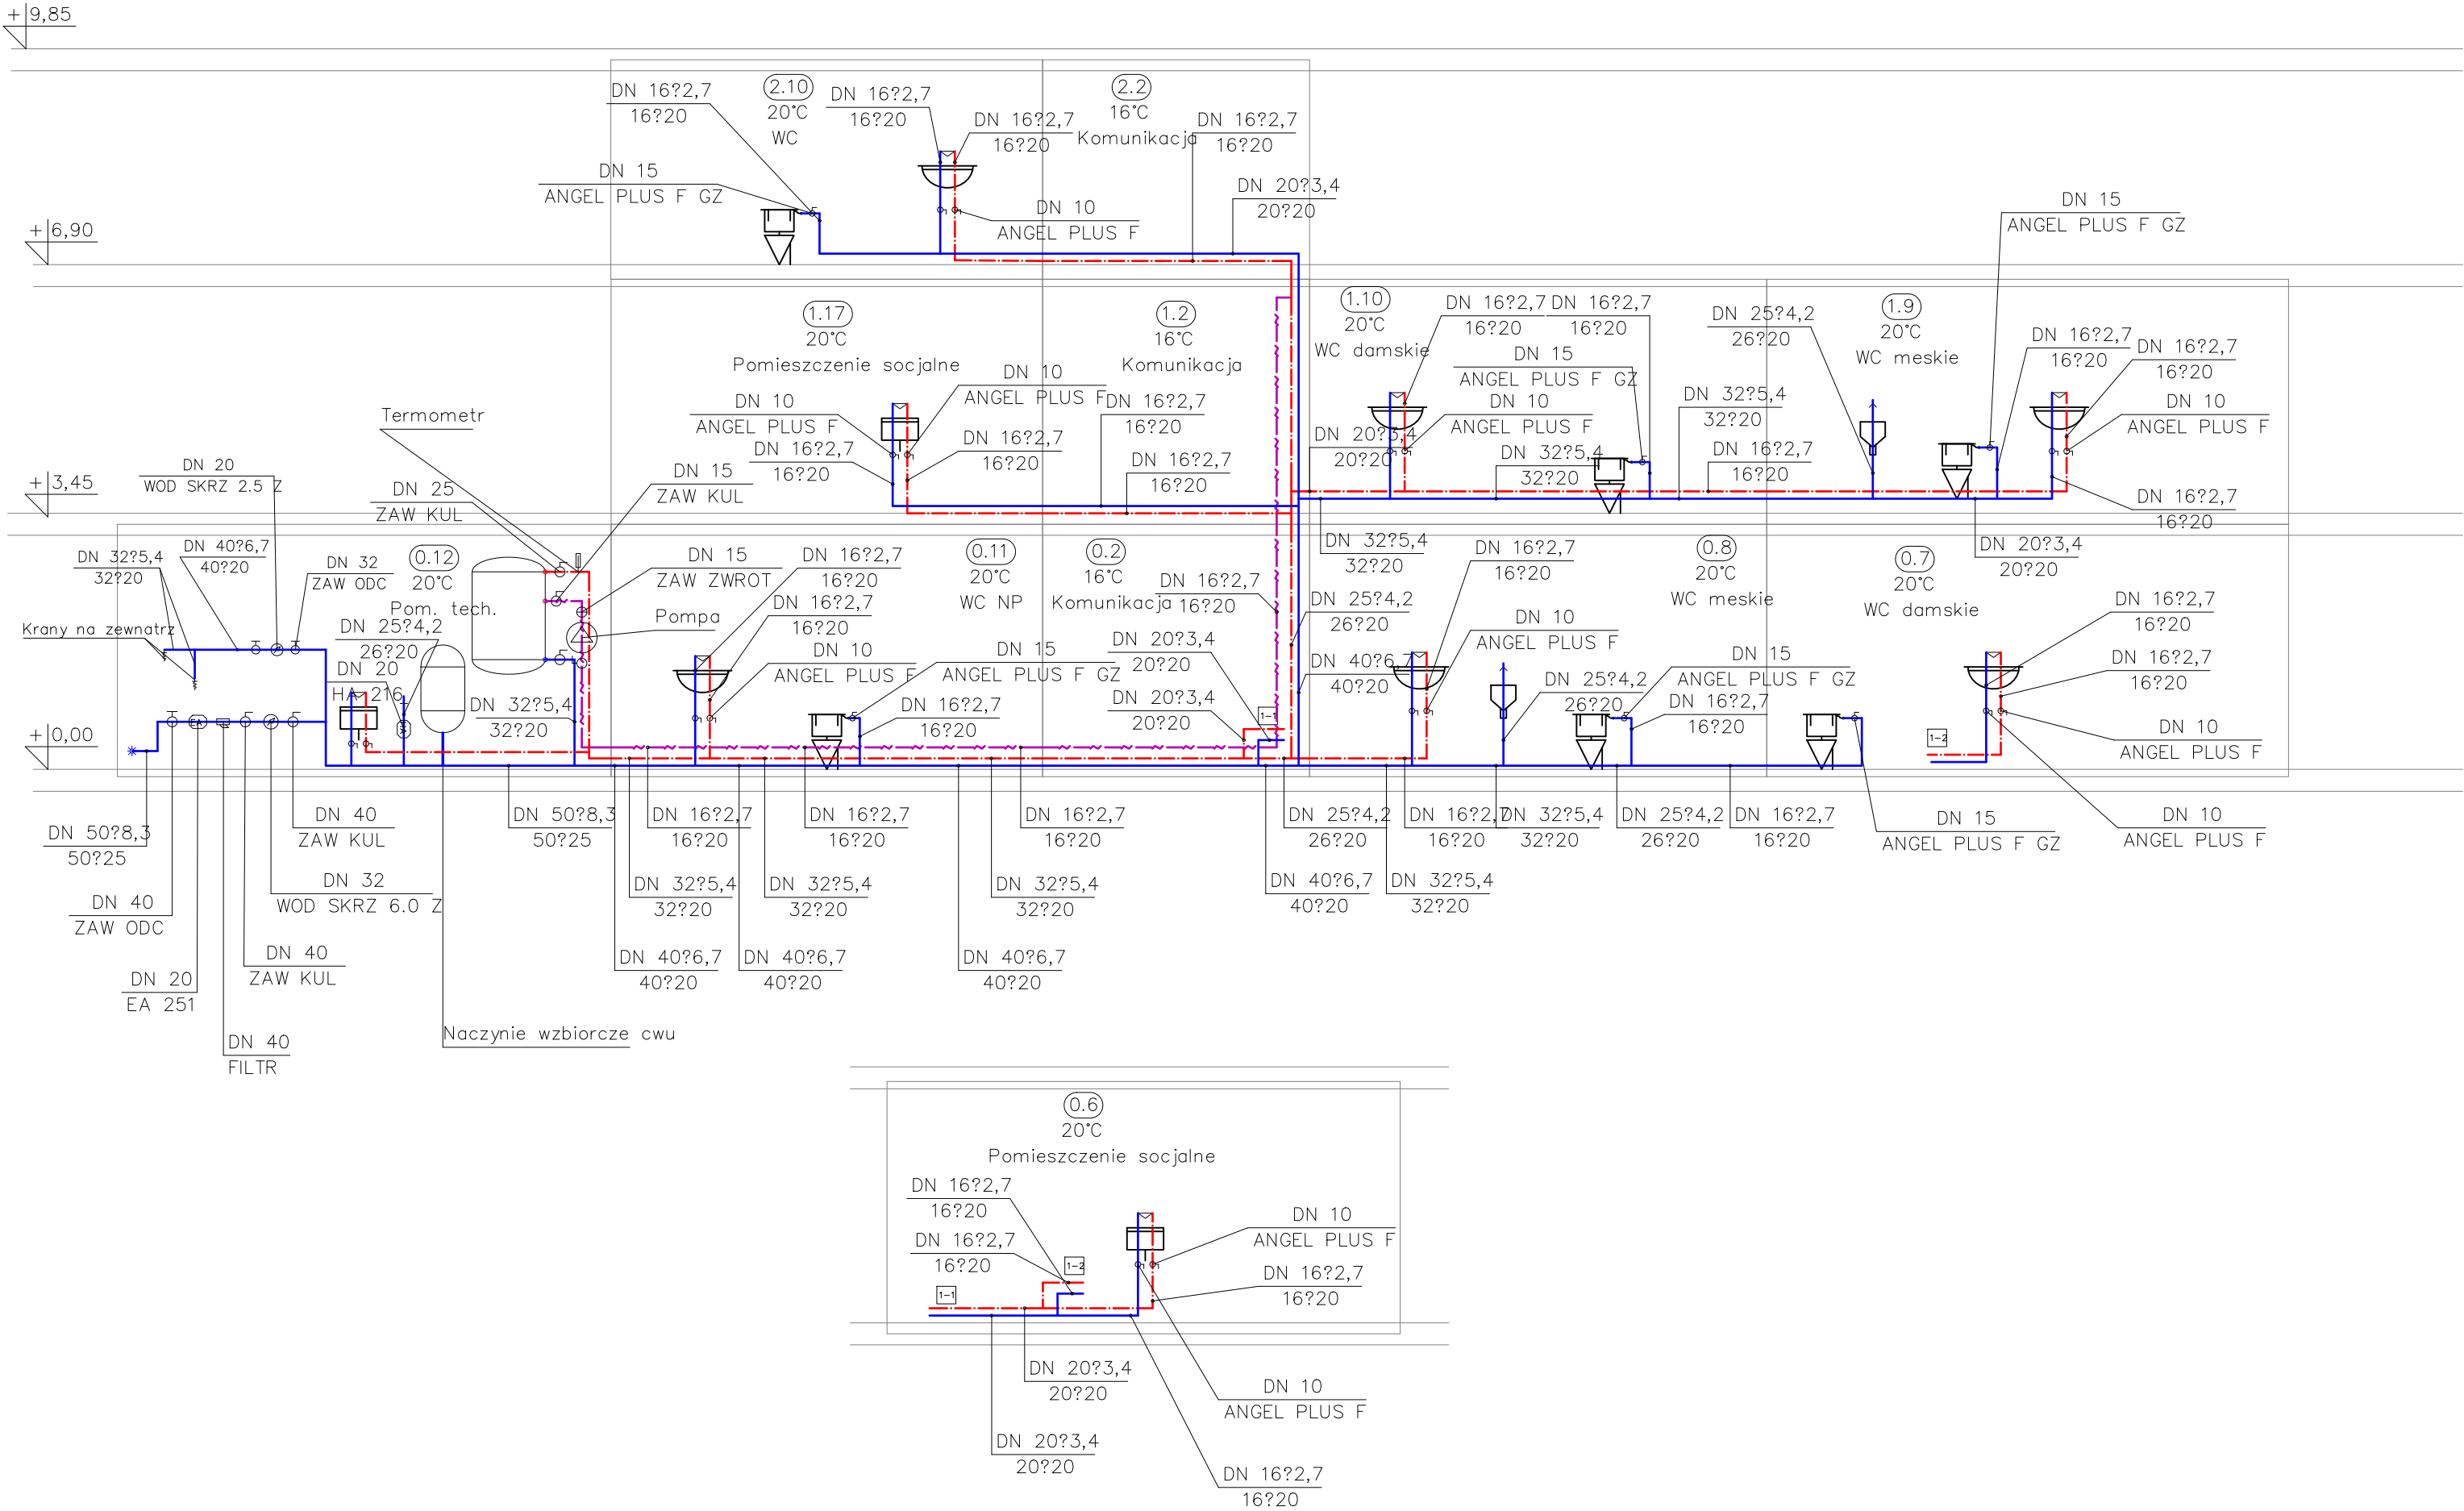 + 9,85
2.10
20°C
WC
2.2
16°C
Komunikacja
DN 16?2,7
16?20
DN 16?2,7
16?20
DN 16?2,7
16?20
DN 16?2,7
16?20
DN 15
ANGEL PLUS F GZ
DN 20?3,4
20?20
DN 10
ANGEL PLUS F
DN 15
ANGEL PLUS F GZ
+ 6,90
1.17
20°C
Pomieszczenie socjalne
1.2
16°C
Komunikacja
1.10
20°C
WC damskie
DN 16?2,7
16?20
DN 16?2,7
16?20
DN 25?4,2
26?20
1.9
20°C
WC meskie
DN 16?2,7
16?20
DN 16?2,7
16?20
DN 15
ANGEL PLUS F GZ
DN 10
ANGEL PLUS F
DN 10
ANGEL PLUS F
DN 16?2,7
16?20
DN 10
ANGEL PLUS F
DN 32?5,4
32?20
DN 10
ANGEL PLUS F
Termometr
DN 16?2,7
16?20
DN 16?2,7
16?20
DN 16?2,7
16?20
DN 20?3,4
20?20
DN 32?5,4
32?20
DN 16?2,7
16?20
DN 16?2,7
16?20
DN 20
WOD SKRZ 2.5 Z
DN 25
ZAW KUL
DN 15
ZAW KUL
+ 3,45
DN 32?5,4
32?20
DN 40?6,7
40?20
DN 32
ZAW ODC
0.12
20°C
Pom. tech.
DN 15
ZAW ZWROT
DN 16?2,7
16?20
0.11
20°C
WC NP
0.2
16°C
Komunikacja
DN 16?2,7
16?20
DN 32?5,4
32?20
DN 16?2,7
16?20
0.8
20°C
WC meskie
0.7
20°C
WC damskie
DN 20?3,4
20?20
Krany na zewnatrz
DN 25?4,2
26?20
Pompa
DN 16?2,7
16?20
DN 25?4,2
26?20
DN 10
ANGEL PLUS F
DN 16?2,7
16?20
DN 20
HA 216
DN 10
ANGEL PLUS F
DN 15
ANGEL PLUS F GZ
DN 20?3,4
20?20
DN 40?6,7
40?20
DN 15
ANGEL PLUS F GZ
DN 16?2,7
16?20
DN 32?5,4
32?20
DN 16?2,7
16?20
DN 20?3,4
20?20
1-1
DN 25?4,2
26?20
DN 16?2,7
16?20
1-2
DN 10
ANGEL PLUS F
+ 0,00
EA
HA
DN 50?8,3
50?25
DN 40
ZAW KUL
DN 50?8,3
50?25
DN 16?2,7
16?20
DN 16?2,7
16?20
DN 16?2,7
16?20
DN 25?4,2
26?20
DN 16?2,7
16?20
DN 32?5,4
32?20
DN 25?4,2
26?20
DN 16?2,7
16?20
DN 15
ANGEL PLUS F GZ
DN 10
ANGEL PLUS F
DN 40
ZAW ODC
DN 32
WOD SKRZ 6.0 Z
DN 32?5,4
32?20
DN 32?5,4
32?20
DN 32?5,4
32?20
DN 40?6,7
40?20
DN 32?5,4
32?20
DN 20
EA 251
DN 40
ZAW KUL
DN 40?6,7
40?20
DN 40?6,7
40?20
DN 40?6,7
40?20
DN 40
FILTR
Naczynie wzbiorcze cwu
0.6
20°C
Pomieszczenie socjalne
DN 16?2,7
16?20
DN 16?2,7
16?20
1-2
1-1
DN 10
ANGEL PLUS F
DN 16?2,7
16?20
DN 20?3,4
20?20
DN 10
ANGEL PLUS F
DN 20?3,4
20?20
DN 16?2,7
16?20